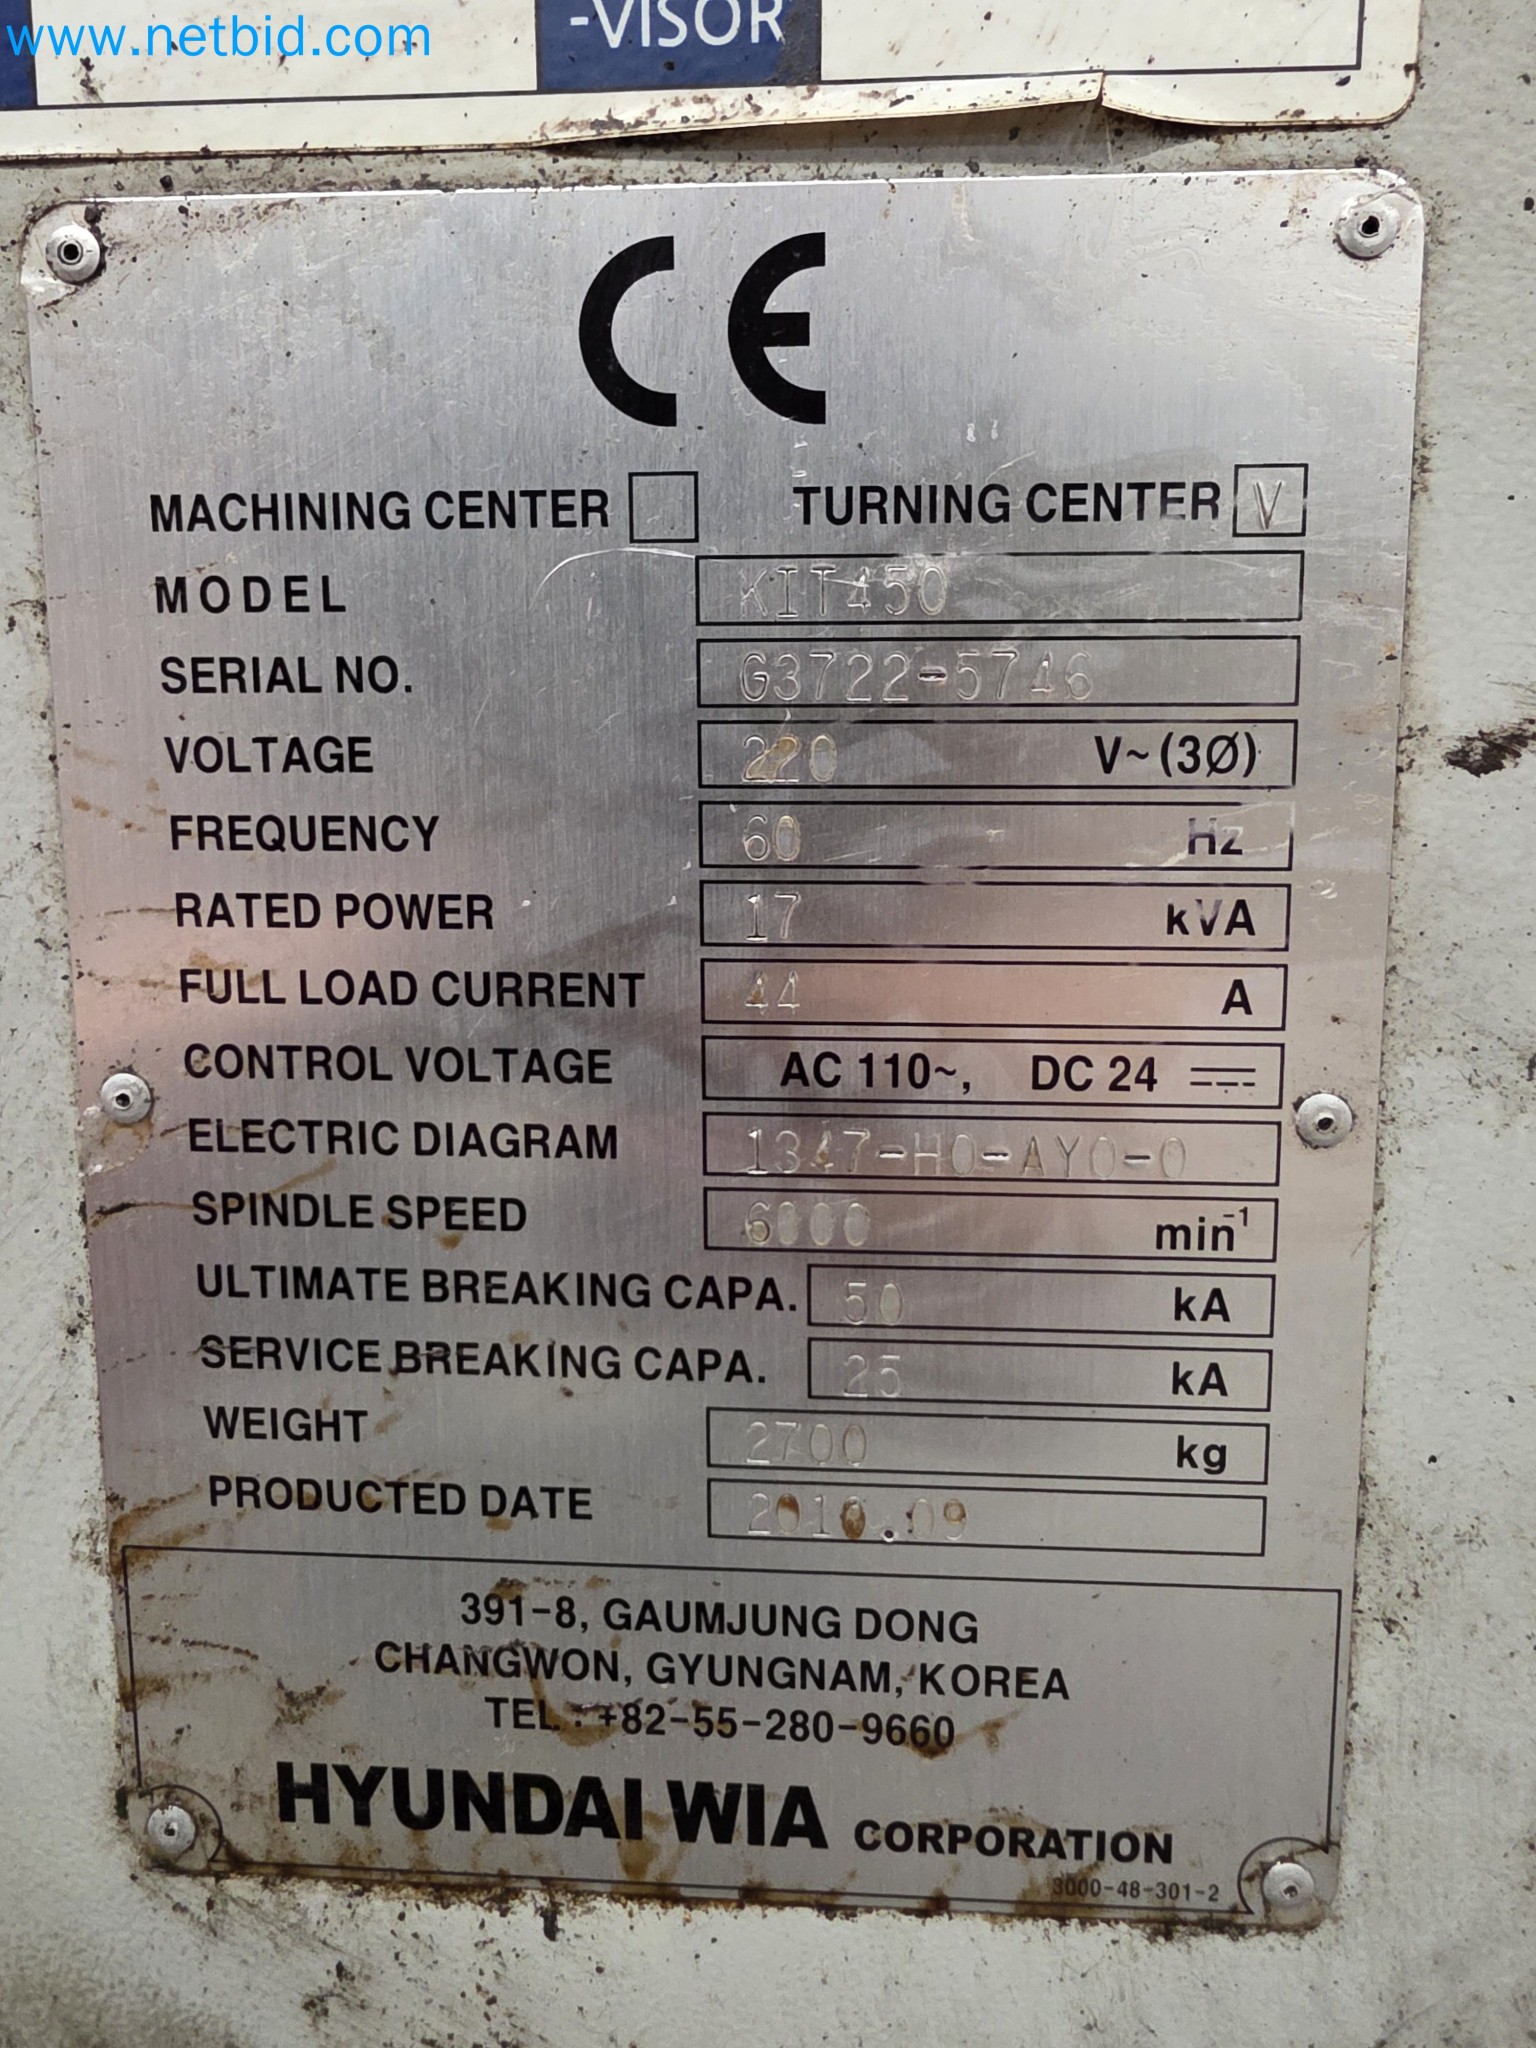 www.netbid.com
-VISOR
CE
MACHINING CENTER TURNING CENTER V
MODEL KIT450
SERIAL NO. G3722-5746
VOLTAGE 220 V~(3Ø)
FREQUENCY 60 Hz
RATED POWER 17 kVA
FULL LOAD CURRENT 44 A
CONTROL VOLTAGE AC 110~, DC 24
ELECTRIC DIAGRAM 1347-H0-AY0-0
SPINDLE SPEED 6000 min⁻¹
ULTIMATE BREAKING CAPA. 50 kA
SERVICE BREAKING CAPA. 25 kA
WEIGHT 2700 kg
PRODUCTED DATE 2010.09
391-8, GAUMJUNG DONG
CHANGWON, GYUNGNAM, KOREA
TEL : +82-55-280-9660
HYUNDAI WIA CORPORATION
3000-48-301-2